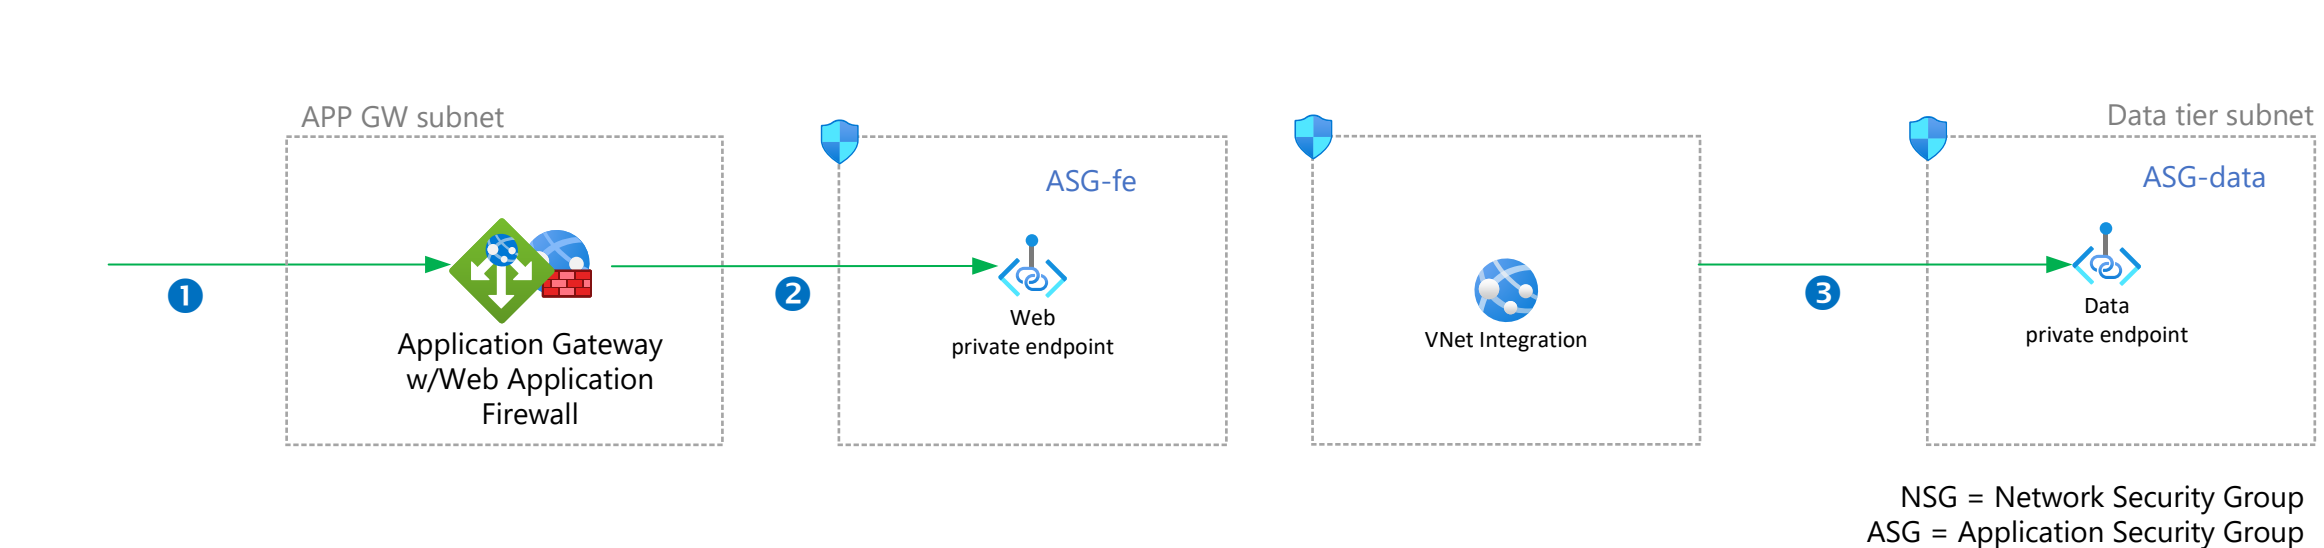 APP GW subnet
Data tier subnet
ASG-fe
ASG-data
1
2
3
Application Gateway
w/Web Application
Firewall
Web
private endpoint
VNet Integration
Data
private endpoint
NSG = Network Security Group
ASG = Application Security Group